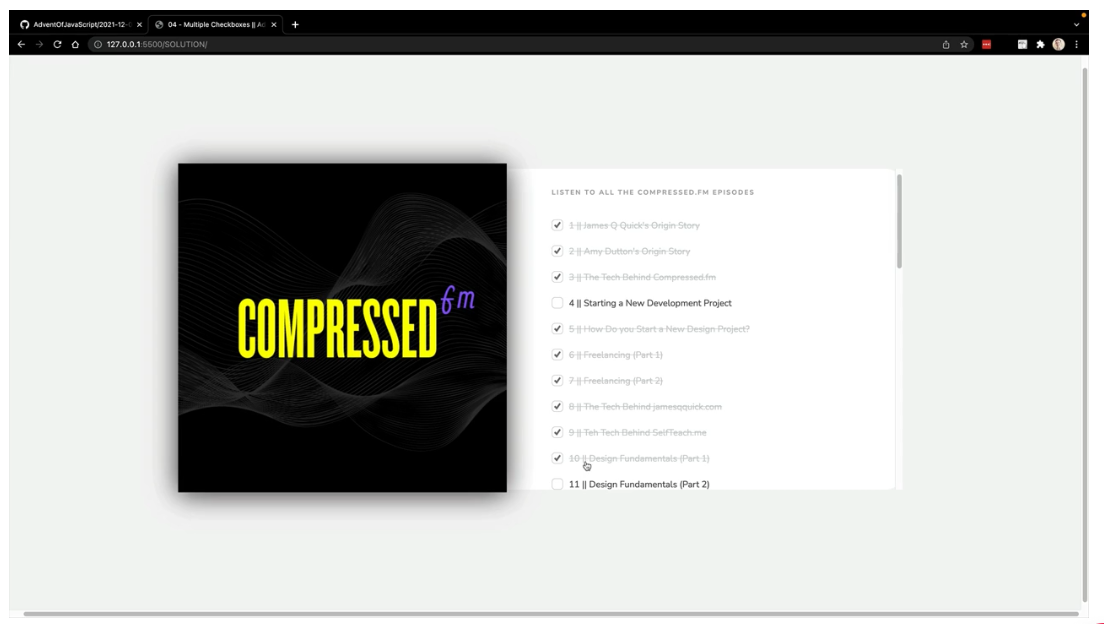 AdventOfJavaScript/2021-12-
04 - Multiple Checkboxes || Ad
127.0.0.1:5500/SOLUTION/
COMPRESSED fm
LISTEN TO ALL THE COMPRESSED.FM EPISODES
1 || James Q Quick's Origin Story
2 || Amy Dutton's Origin Story
3 || The Tech Behind Compressed.fm
4 || Starting a New Development Project
5 || How Do you Start a New Design Project?
6 || Freelancing (Part 1)
7 || Freelancing (Part 2)
8 || The Tech Behind jamesqquick.com
9 || Teh Tech Behind SelfTeach.me
10 || Design Fundamentals (Part 1)
11 || Design Fundamentals (Part 2)